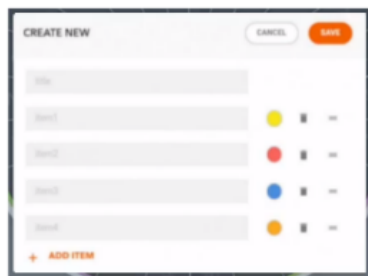 CREATE NEW
CANCEL
SAVE
title
item1
item2
item3
item4
+ ADD ITEM